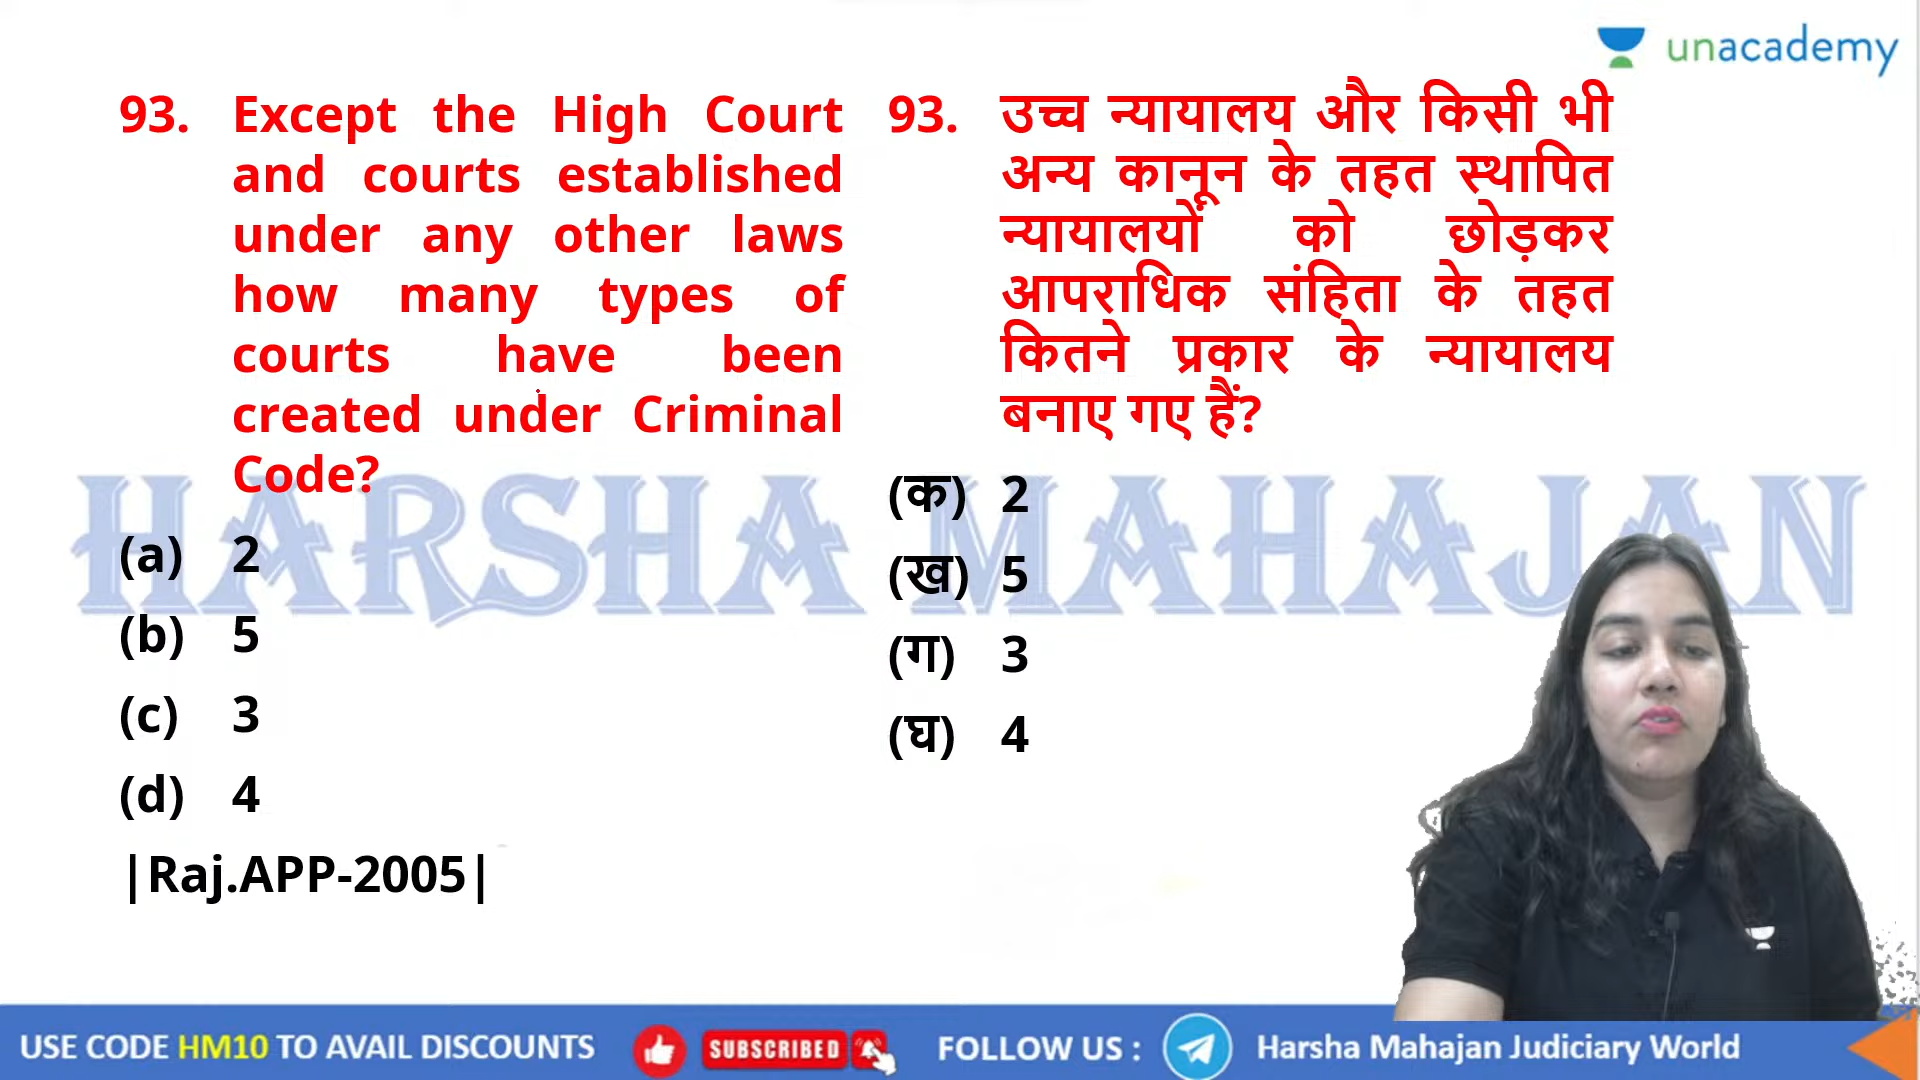 unacademy
93. Except the High Court
and courts established
under any other laws
how many types of
courts have been
created under Criminal
Code?
(a) 2
(b) 5
(c) 3
(d) 4
|Raj.APP-2005|
93. उच्च न्यायालय और किसी भी
अन्य कानून के तहत स्थापित
न्यायालयों को छोड़कर
आपराधिक संहिता के तहत
कितने प्रकार के न्यायालय
बनाए गए हैं?
(क) 2
(ख) 5
(ग) 3
(घ) 4
HARSHA MAHAJAN
USE CODE HM10 TO AVAIL DISCOUNTS
SUBSCRIBED
FOLLOW US :
Harsha Mahajan Judiciary World